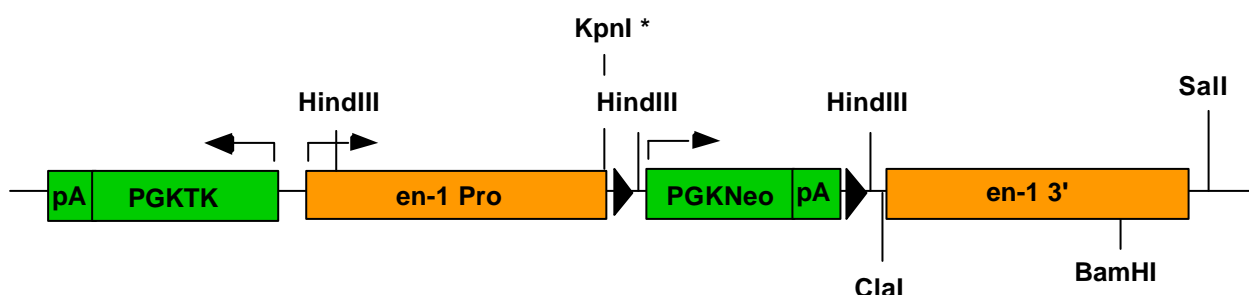 KpnI *
HindIII
HindIII
HindIII
SalI
pA
PGKTK
en-1 Pro
PGKNeo
pA
en-1 3'
ClaI
BamHI